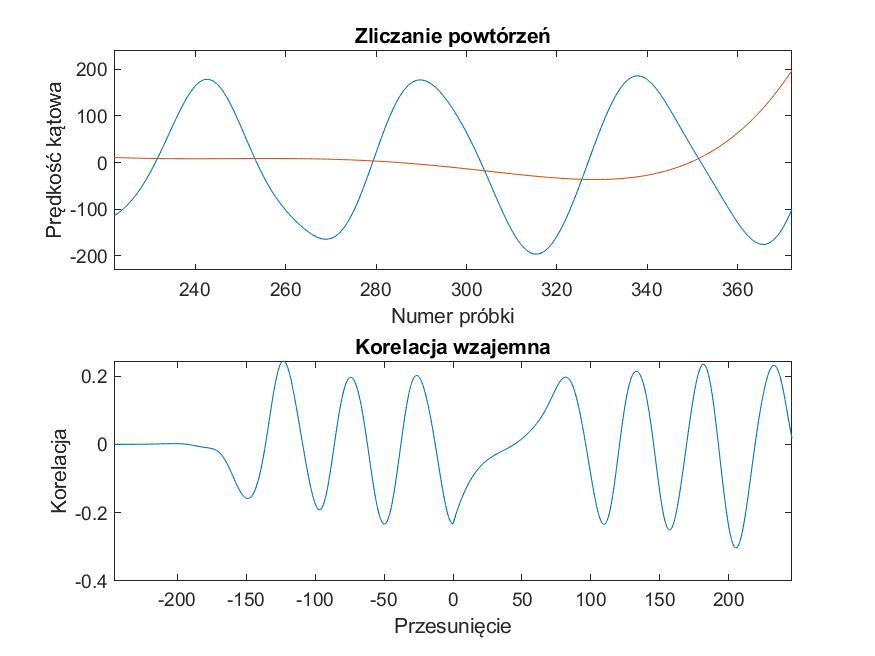 Zliczanie powtórzeń
200
100
0
-100
-200
Prędkość kątowa
240 260 280 300 320 340 360
Numer próbki
Korelacja wzajemna
0.2
0
-0.2
-0.4
Korelacja
-200 -150 -100 -50 0 50 100 150 200
Przesunięcie